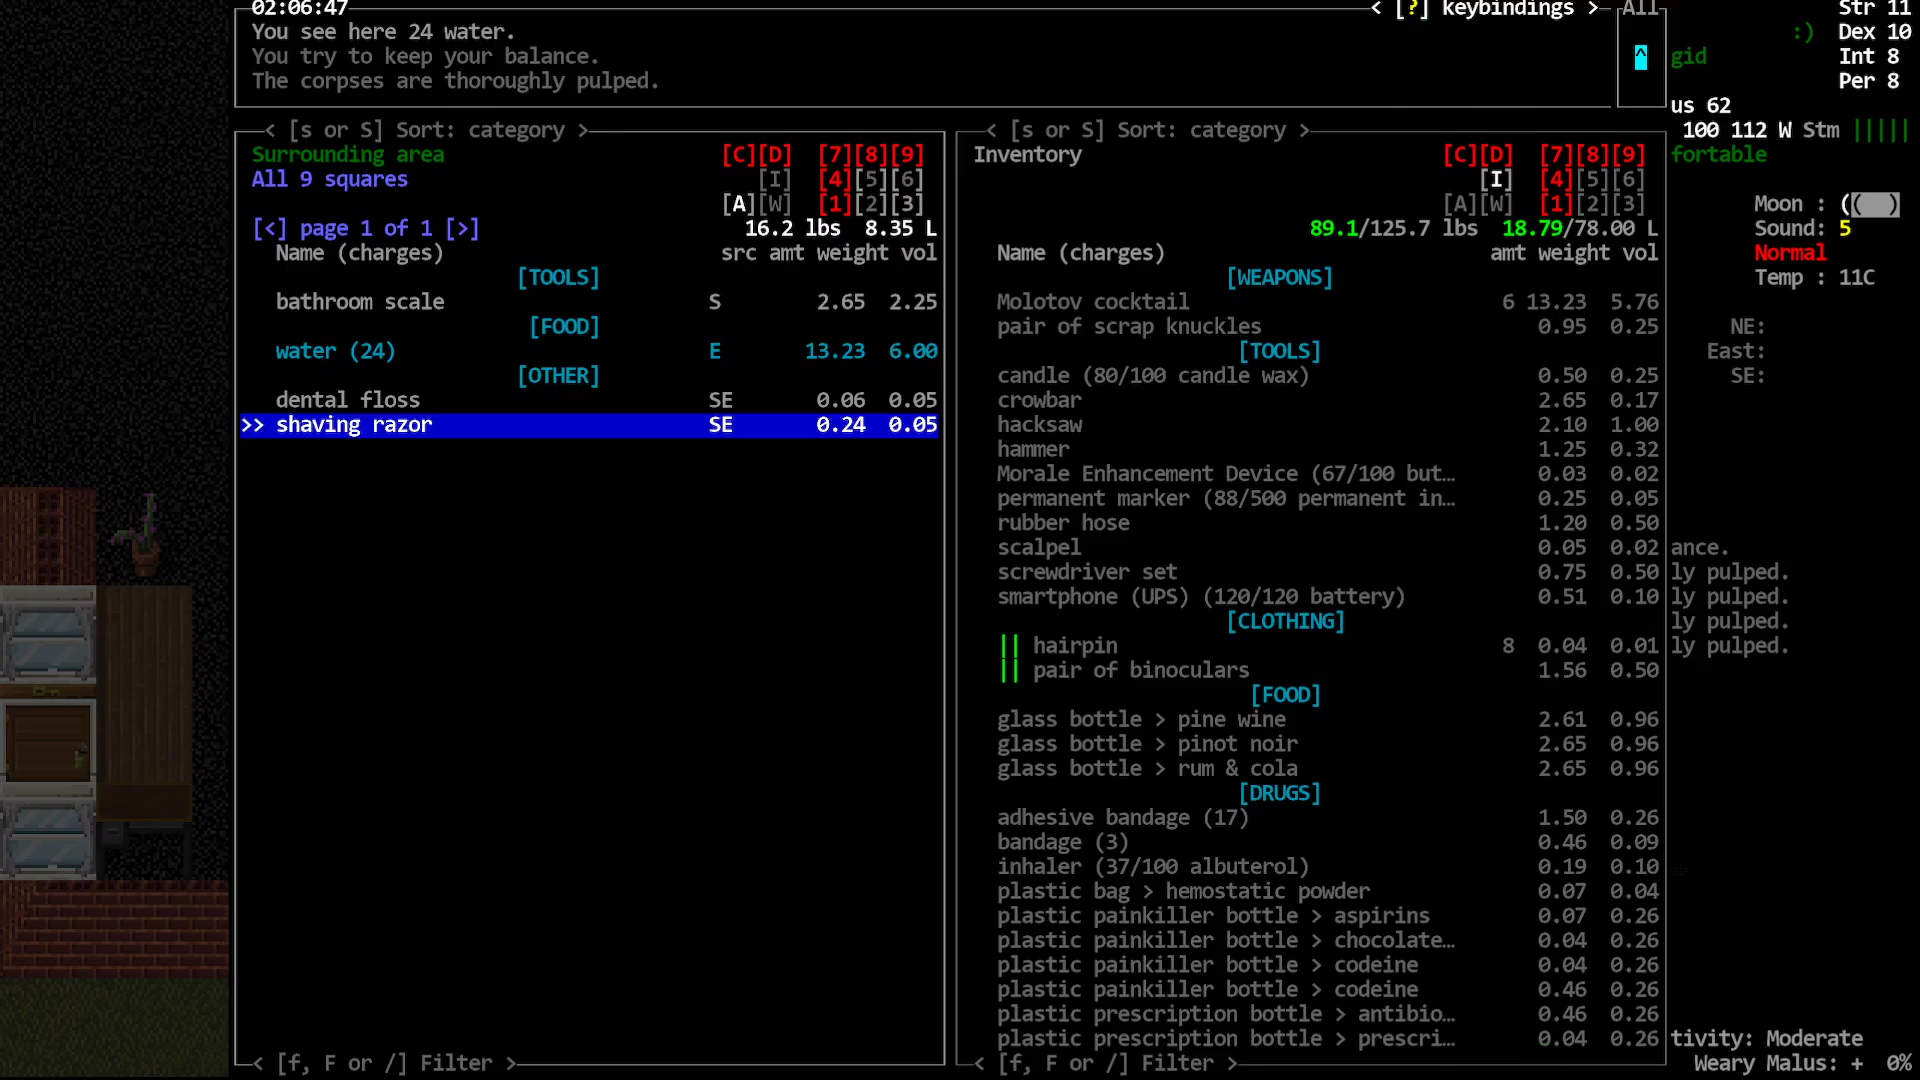 02:06:47
< [?] keybindings >
All
Str 11
You see here 24 water.
:) Dex 10
You try to keep your balance.
^
gid Int 8
The corpses are thoroughly pulped.
Per 8
us 62
< [s or S] Sort: category >
< [s or S] Sort: category >
100 112 W Stm |||||
Surrounding area [C][D] [7][8][9]
Inventory [C][D] [7][8][9]
fortable
All 9 squares [I] [4][5][6]
[I] [4][5][6]
[A][W] [1][2][3]
[A][W] [1][2][3]
Moon : (( )
[<] page 1 of 1 [>] 16.2 lbs 8.35 L
89.1/125.7 lbs 18.79/78.00 L
Sound: 5
Name (charges) src amt weight vol
Name (charges) amt weight vol
Normal
[TOOLS]
[WEAPONS]
Temp : 11C
bathroom scale S 2.65 2.25
Molotov cocktail 6 13.23 5.76
[FOOD]
pair of scrap knuckles 0.95 0.25
NE:
water (24) E 13.23 6.00
[TOOLS]
East:
[OTHER]
candle (80/100 candle wax) 0.50 0.25
SE:
dental floss SE 0.06 0.05
crowbar 2.65 0.17
>> shaving razor SE 0.24 0.05
hacksaw 2.10 1.00
hammer 1.25 0.32
Morale Enhancement Device (67/100 but… 0.03 0.02
permanent marker (88/500 permanent in… 0.25 0.05
rubber hose 1.20 0.50
scalpel 0.05 0.02
ance.
screwdriver set 0.75 0.50
ly pulped.
smartphone (UPS) (120/120 battery) 0.51 0.10
ly pulped.
[CLOTHING]
ly pulped.
|| hairpin 8 0.04 0.01
ly pulped.
|| pair of binoculars 1.56 0.50
[FOOD]
glass bottle > pine wine 2.61 0.96
glass bottle > pinot noir 2.65 0.96
glass bottle > rum & cola 2.65 0.96
[DRUGS]
adhesive bandage (17) 1.50 0.26
bandage (3) 0.46 0.09
inhaler (37/100 albuterol) 0.19 0.10
plastic bag > hemostatic powder 0.07 0.04
plastic painkiller bottle > aspirins 0.07 0.26
plastic painkiller bottle > chocolate… 0.04 0.26
plastic painkiller bottle > codeine 0.04 0.26
plastic painkiller bottle > codeine 0.46 0.26
plastic prescription bottle > antibio… 0.46 0.26
plastic prescription bottle > prescri… 0.04 0.26
tivity: Moderate
< [f, F or /] Filter >
< [f, F or /] Filter >
Weary Malus: + 0%